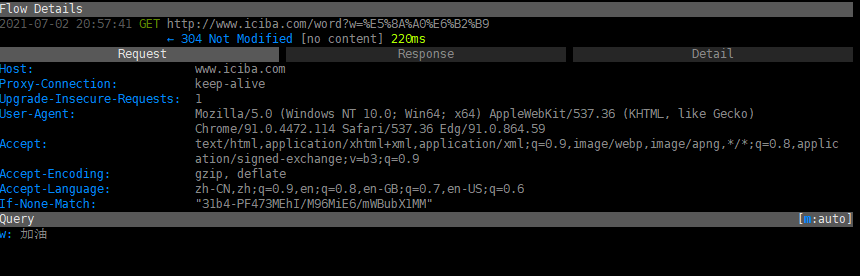 Flow Details
2021-07-02 20:57:41 GET http://www.iciba.com/word?w=%E5%8A%A0%E6%B2%B9
← 304 Not Modified [no content] 220ms
Request Response Detail
Host: www.iciba.com
Proxy-Connection: keep-alive
Upgrade-Insecure-Requests: 1
User-Agent: Mozilla/5.0 (Windows NT 10.0; Win64; x64) AppleWebKit/537.36 (KHTML, like Gecko)
Chrome/91.0.4472.114 Safari/537.36 Edg/91.0.864.59
Accept: text/html,application/xhtml+xml,application/xml;q=0.9,image/webp,image/apng,*/*;q=0.8,applic
ation/signed-exchange;v=b3;q=0.9
Accept-Encoding: gzip, deflate
Accept-Language: zh-CN,zh;q=0.9,en;q=0.8,en-GB;q=0.7,en-US;q=0.6
If-None-Match: "31b4-PF473MEhI/M96MiE6/mWBubX1MM"
Query [m:auto]
w: 加油